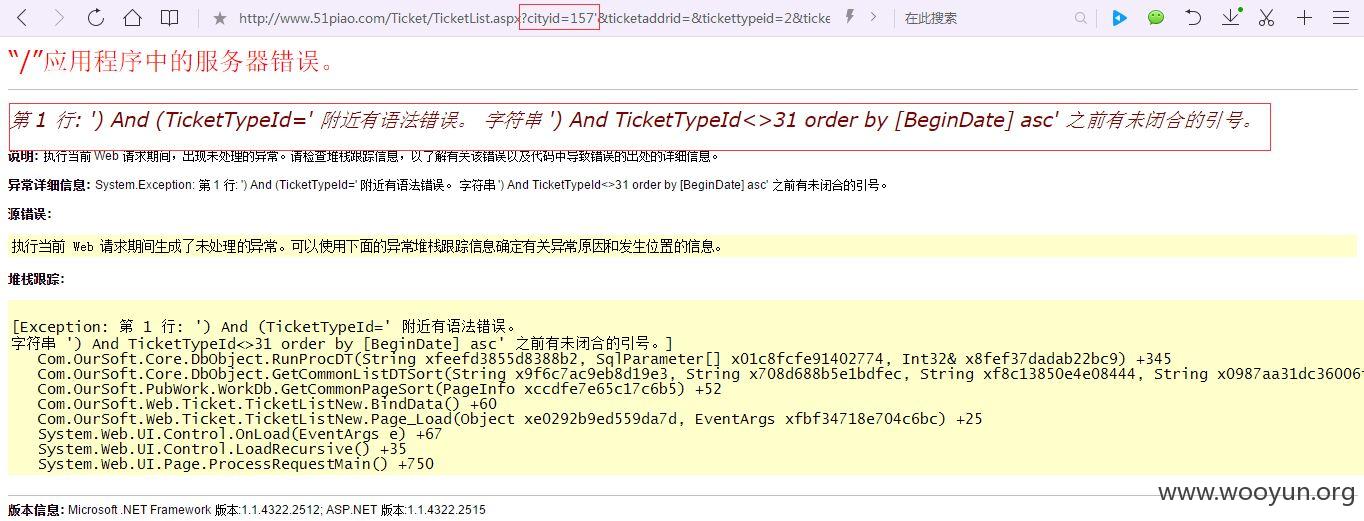 http://www.51piao.com/Ticket/TicketList.aspx?cityid=157'&ticketaddrid=&tickettypeid=2&ticke 在此搜索
“/”应用程序中的服务器错误。
第 1 行: ') And (TicketTypeId=' 附近有语法错误。 字符串 ') And TicketTypeId<>31 order by [BeginDate] asc' 之前有未闭合的引号。
说明: 执行当前 Web 请求期间，出现未处理的异常。请检查堆栈跟踪信息，以了解有关该错误以及代码中导致错误的出处的详细信息。
异常详细信息: System.Exception: 第 1 行: ') And (TicketTypeId=' 附近有语法错误。 字符串 ') And TicketTypeId<>31 order by [BeginDate] asc' 之前有未闭合的引号。
源错误:
执行当前 Web 请求期间生成了未处理的异常。可以使用下面的异常堆栈跟踪信息确定有关异常原因和发生位置的信息。
堆栈跟踪:
[Exception: 第 1 行: ') And (TicketTypeId=' 附近有语法错误。
字符串 ') And TicketTypeId<>31 order by [BeginDate] asc' 之前有未闭合的引号。]
Com.OurSoft.Core.DbObject.RunProcDT(String xfeefd3855d8388b2, SqlParameter[] x01c8fcfe91402774, Int32& x8fef37dadab22bc9) +345
Com.OurSoft.Core.DbObject.GetCommonListDTSort(String x9f6c7ac9eb8d19e3, String x708d688b5e1bdfec, String xf8c13850e4e08444, String x0987aa31dc36006f
Com.OurSoft.PubWork.WorkDb.GetCommonPageSort(PageInfo xccdfe7e65c17c6b5) +52
Com.OurSoft.Web.Ticket.TicketListNew.BindData() +60
Com.OurSoft.Web.Ticket.TicketListNew.Page_Load(Object xe0292b9ed559da7d, EventArgs xfbf34718e704c6bc) +25
System.Web.UI.Control.OnLoad(EventArgs e) +67
System.Web.UI.Control.LoadRecursive() +35
System.Web.UI.Page.ProcessRequestMain() +750
www.wooyun.org
版本信息: Microsoft .NET Framework 版本:1.1.4322.2512; ASP.NET 版本:1.1.4322.2515